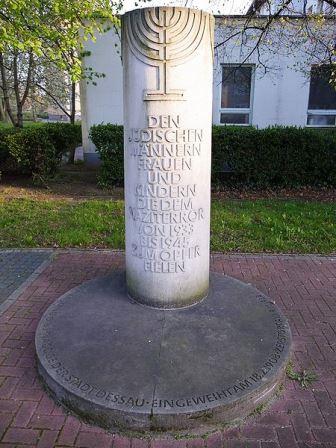 DEN
JÜDISCHEN
MÄNNERN
FRAUEN
UND
KINDERN
DIE DEM
NAZITERROR
VON 1933
BIS 1945
ZUM OPFER
FIELEN
DER STADT DESSAU · EINGEWEIHT AM 18.